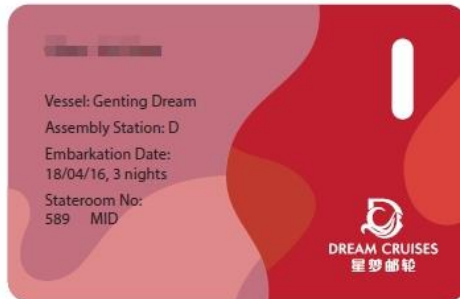 Vessel: Genting Dream
Assembly Station: D
Embarkation Date:
18/04/16, 3 nights
Stateroom No:
589 MID
DREAM CRUISES
星梦邮轮